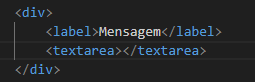 <div>
    <label>Mensagem</label>
    <textarea></textarea>
</div>